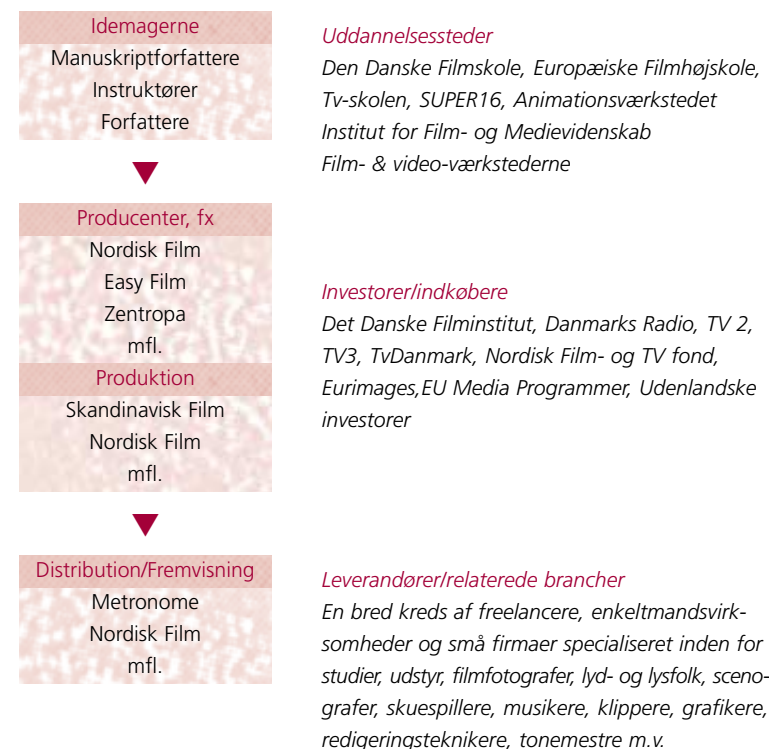 Idemagerne
Manuskriptforfattere
Instruktører
Forfattere
Producenter, fx
Nordisk Film
Easy Film
Zentropa
mfl.
Produktion
Skandinavisk Film
Nordisk Film
mfl.
Distribution/Fremvisning
Metronome
Nordisk Film
mfl.
Uddannelsessteder
Den Danske Filmskole, Europæiske Filmhøjskole,
Tv-skolen, SUPER16, Animationsværkstedet
Institut for Film- og Medievidenskab
Film- & video-værkstederne
Investorer/indkøbere
Det Danske Filminstitut, Danmarks Radio, TV 2,
TV3, TvDanmark, Nordisk Film- og TV fond,
Eurimages,EU Media Programmer, Udenlandske
investorer
Leverandører/relaterede brancher
En bred kreds af freelancere, enkeltmandsvirk-
somheder og små firmaer specialiseret inden for
studier, udstyr, filmfotografer, lyd- og lysfolk, sceno-
grafer, skuespillere, musikere, klippere, grafikere,
redigeringsteknikere, tonemestre m.v.